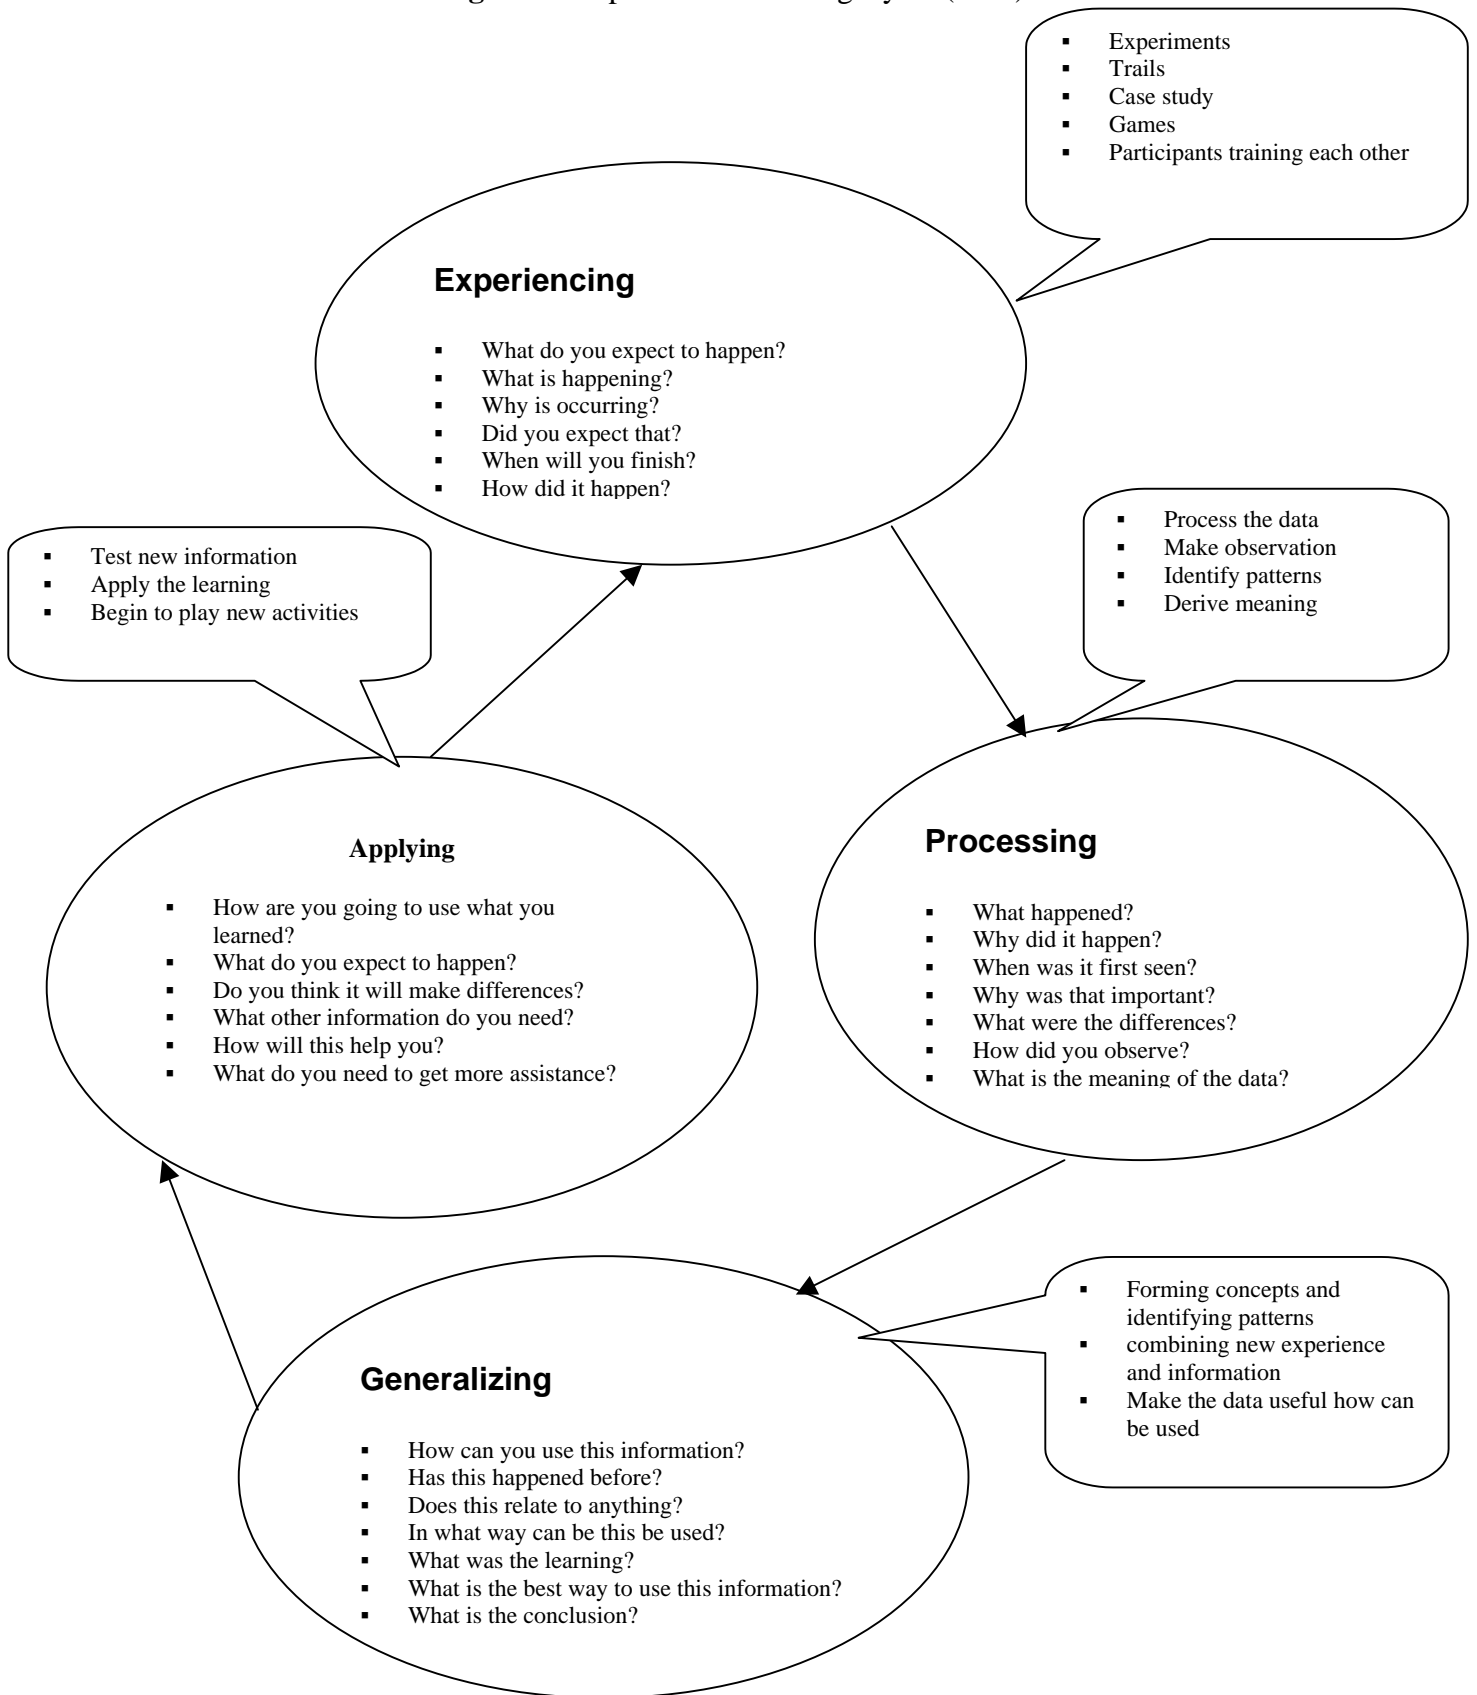 ▪ Experiments
▪ Trails
▪ Case study
▪ Games
▪ Participants training each other
Experiencing
▪ What do you expect to happen?
▪ What is happening?
▪ Why is occurring?
▪ Did you expect that?
▪ When will you finish?
▪ How did it happen?
▪ Process the data
▪ Make observation
▪ Identify patterns
▪ Derive meaning
▪ Test new information
▪ Apply the learning
▪ Begin to play new activities
Applying
▪ How are you going to use what you
learned?
▪ What do you expect to happen?
▪ Do you think it will make differences?
▪ What other information do you need?
▪ How will this help you?
▪ What do you need to get more assistance?
Processing
▪ What happened?
▪ Why did it happen?
▪ When was it first seen?
▪ Why was that important?
▪ What were the differences?
▪ How did you observe?
▪ What is the meaning of the data?
▪ Forming concepts and
identifying patterns
▪ combining new experience
and information
▪ Make the data useful how can
be used
Generalizing
▪ How can you use this information?
▪ Has this happened before?
▪ Does this relate to anything?
▪ In what way can be this be used?
▪ What was the learning?
▪ What is the best way to use this information?
▪ What is the conclusion?